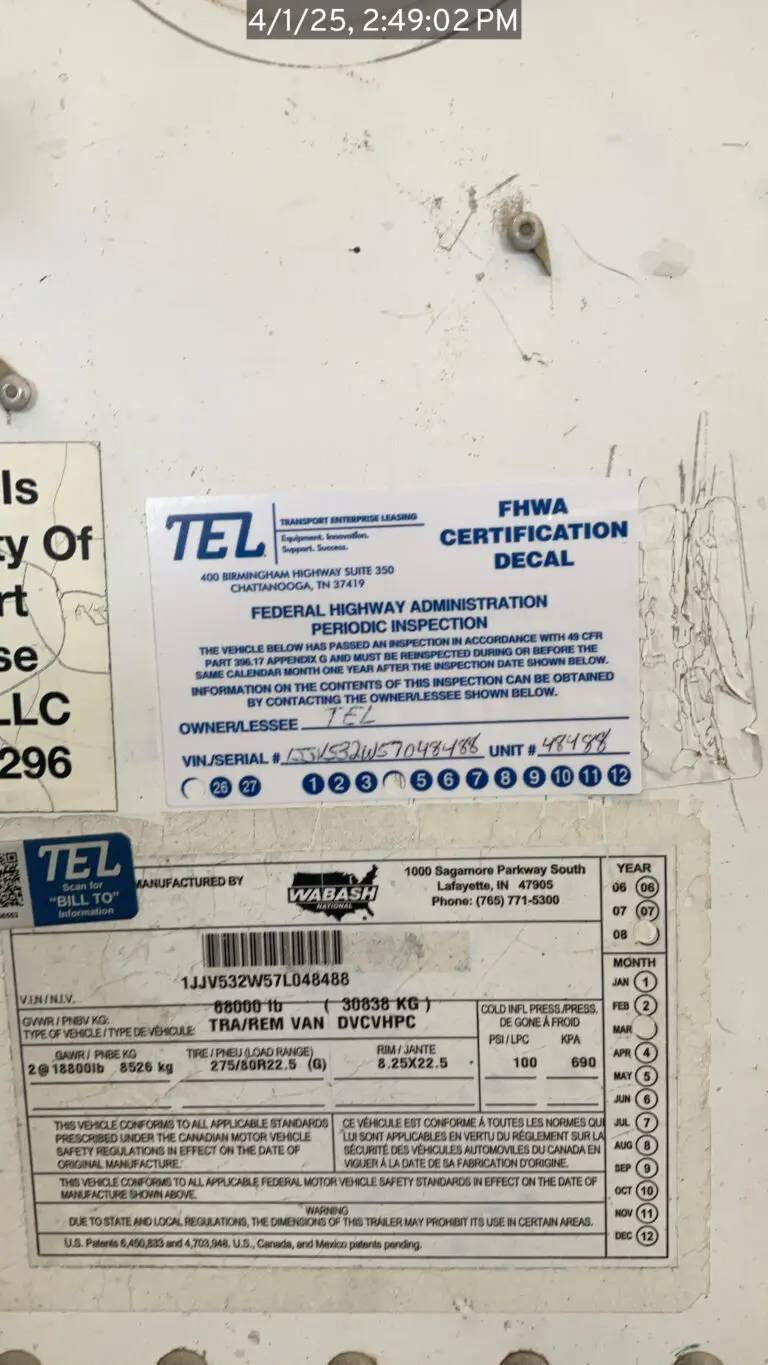 4/1/25, 2:49:02 PM
ls
y Of
rt
se
LLC
296
TEL
TRANSPORT ENTERPRISE LEASING
Equipment. Innovation.
Support. Success.
400 BIRMINGHAM HIGHWAY SUITE 350
CHATTANOOGA, TN 37419
FHWA
CERTIFICATION
DECAL
FEDERAL HIGHWAY ADMINISTRATION
PERIODIC INSPECTION
THE VEHICLE BELOW HAS PASSED AN INSPECTION IN ACCORDANCE WITH 49 CFR
PART 396.17 APPENDIX G AND MUST BE REINSPECTED DURING OR BEFORE THE
SAME CALENDAR MONTH ONE YEAR AFTER THE INSPECTION DATE SHOWN BELOW.
INFORMATION ON THE CONTENTS OF THIS INSPECTION CAN BE OBTAINED
BY CONTACTING THE OWNER/LESSEE SHOWN BELOW.
OWNER/LESSEE TEL
VIN./SERIAL # 1JJV532W57048488 UNIT # 48488
26 27 1 2 3 5 6 7 8 9 10 11 12
TEL
Scan for
"BILL TO"
Information
MANUFACTURED BY
WABASH
NATIONAL
1000 Sagamore Parkway South
Lafayette, IN 47905
Phone: (765) 771-5300
1JJV532W57L048488
V.I.N / N.I.V.
68000 lb ( 30838 KG )
GVWR / PNBV KG:
TYPE OF VEHICLE / TYPE DE VÉHICULE: TRA/REM VAN DVCVHPC
GAWR / PNBE KG
2@18800lb 8526 kg
TIRE / PNEU (LOAD RANGE)
275/80R22.5 (G)
RIM / JANTE
8.25X22.5
COLD INFL PRESS./PRESS.
DE GONE À FROID
PSI / LPC KPA
100 690
THIS VEHICLE CONFORMS TO ALL APPLICABLE STANDARDS
PRESCRIBED UNDER THE CANADIAN MOTOR VEHICLE
SAFETY REGULATIONS IN EFFECT ON THE DATE OF
ORIGINAL MANUFACTURE.
CE VÉHICULE EST CONFORME À TOUTES LES NORMES QUI
LUI SONT APPLICABLES EN VERTU DU RÉGLEMENT SUR LA
SÉCURITÉ DES VÉHICULES AUTOMOBILES DU CANADA EN
VIGUER À LA DATE DE SA FABRICATION D'ORIGINE.
THIS VEHICLE CONFORMS TO ALL APPLICABLE FEDERAL MOTOR VEHICLE SAFETY STANDARDS IN EFFECT ON THE DATE OF
MANUFACTURE SHOWN ABOVE.
WARNING
DUE TO STATE AND LOCAL REGULATIONS, THE DIMENSIONS OF THIS TRAILER MAY PROHIBIT ITS USE IN CERTAIN AREAS.
U.S. Patents 6,450,833 and 4,703,948, U.S., Canada, and Mexico patents pending.
YEAR
06 06
07 07
08
MONTH
JAN 1
FEB 2
MAR
APR 4
MAY 5
JUN 6
JUL 7
AUG 8
SEP 9
OCT 10
NOV 11
DEC 12